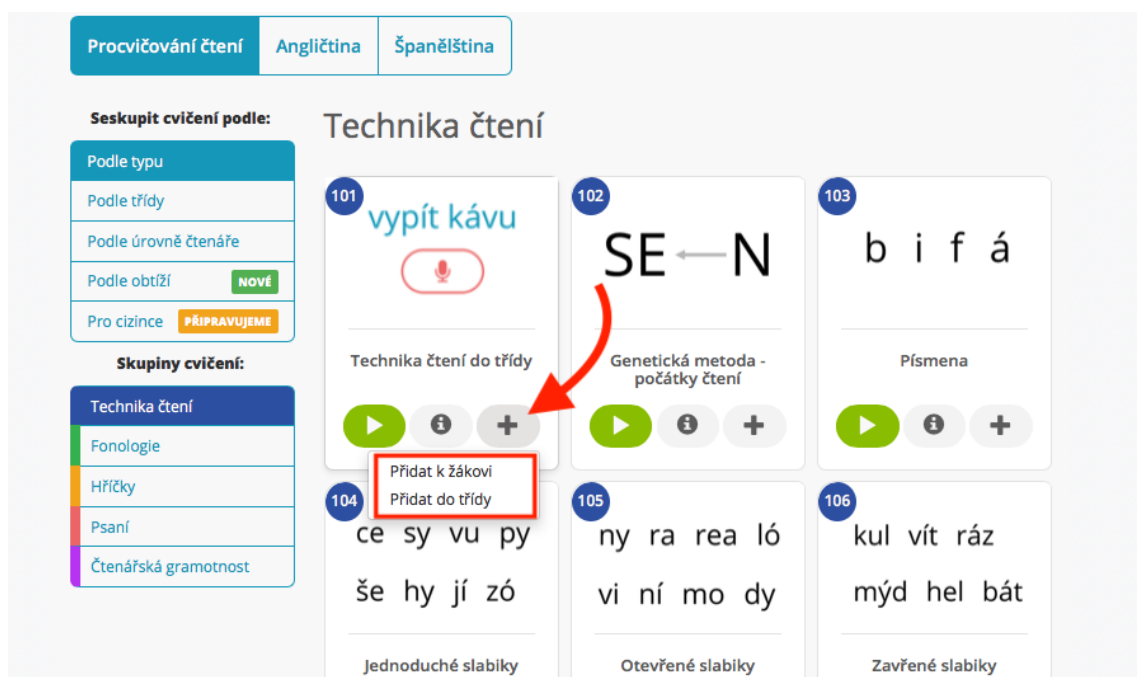 Procvičování čtení
Angličtina
Španělština
Seskupit cvičení podle:
Podle typu
Podle třídy
Podle úrovně čtenáře
Podle obtíží NOVÉ
Pro cizince PŘIPRAVUJEME
Skupiny cvičení:
Technika čtení
Fonologie
Hříčky
Psaní
Čtenářská gramotnost
Technika čtení
101
vypít kávu
Technika čtení do třídy
Přidat k žákovi
Přidat do třídy
102
SE N
Genetická metoda -
počátky čtení
103
b i f á
Písmena
104
ce sy vu py
še hy jí zó
Jednoduché slabiky
105
ny ra rea ló
vi ní mo dy
Otevřené slabiky
106
kul vít ráz
mýd hel bát
Zavřené slabiky